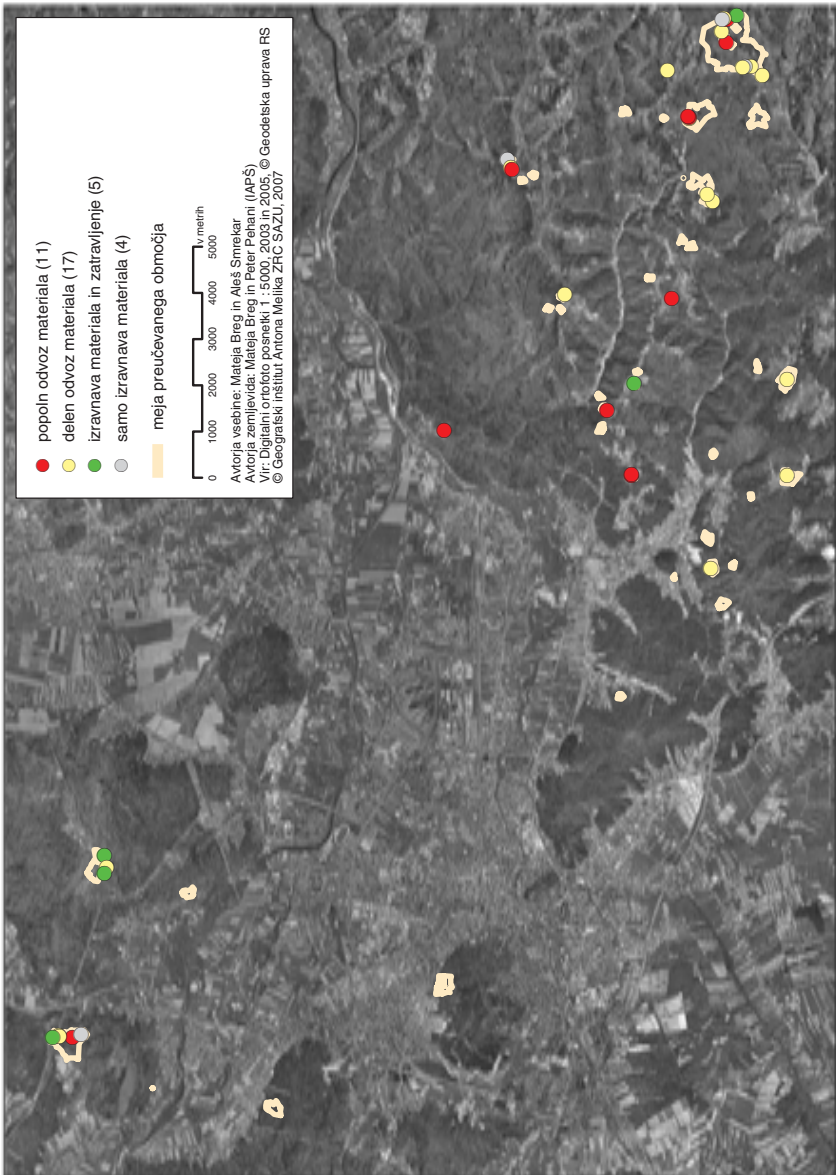 popoln odvoz materiala (11)
delen odvoz materiala (17)
izravnava materiala in zatravljenje (5)
samo izravnava materiala (4)
meja preučevanega območja
0 1000 2000 3000 4000 5000
v metrih
Avtorja vsebine: Mateja Breg in Aleš Smrekar
Avtorja zemljevida: Mateja Breg in Peter Pehani (IAPŠ)
Vir: Digitalni ortofoto posnetki 1 : 5000, 2003 in 2005, © Geodetska uprava RS
© Geografski inštitut Antona Melika ZRC SAZU, 2007